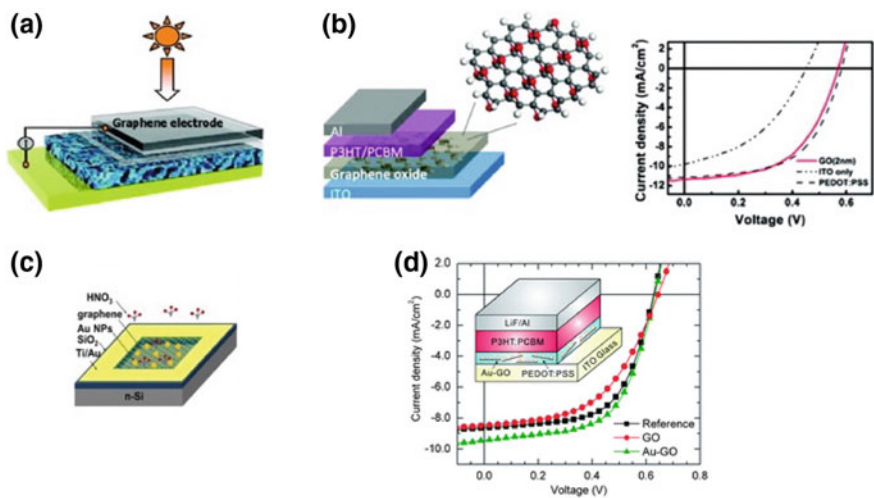 (a)
Graphene electrode
(b)
Al
P3HT/PCBM
Graphene oxide
ITO
Current density (mA/cm²)
2
0
-2
-4
-6
-8
-10
-12
GO(2nm)
ITO only
PEDOT:PSS
0.0 0.2 0.4 0.6
Voltage (V)
(c)
HNO₃
graphene
Au NPs
SiO₂
Ti/Au
n-Si
(d)
Current density (mA/cm²)
2.0
0.0
-2.0
-4.0
-6.0
-8.0
-10.0
LiF/Al
P3HT:PCBM
Au-GO
PEDOT:PSS
ITO Glass
Reference
GO
Au-GO
0.0 0.2 0.4 0.6 0.8
Voltage (V)